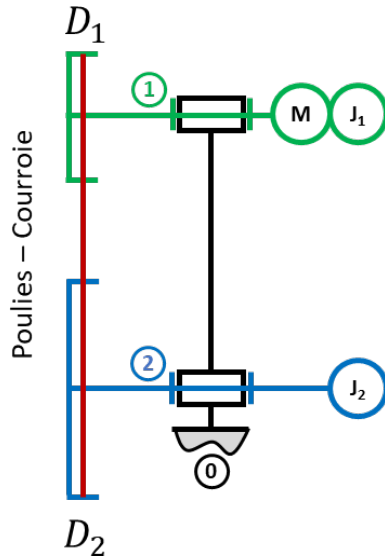 D₁
1
M
J₁
Poulies – Courroie
2
J₂
0
D₂